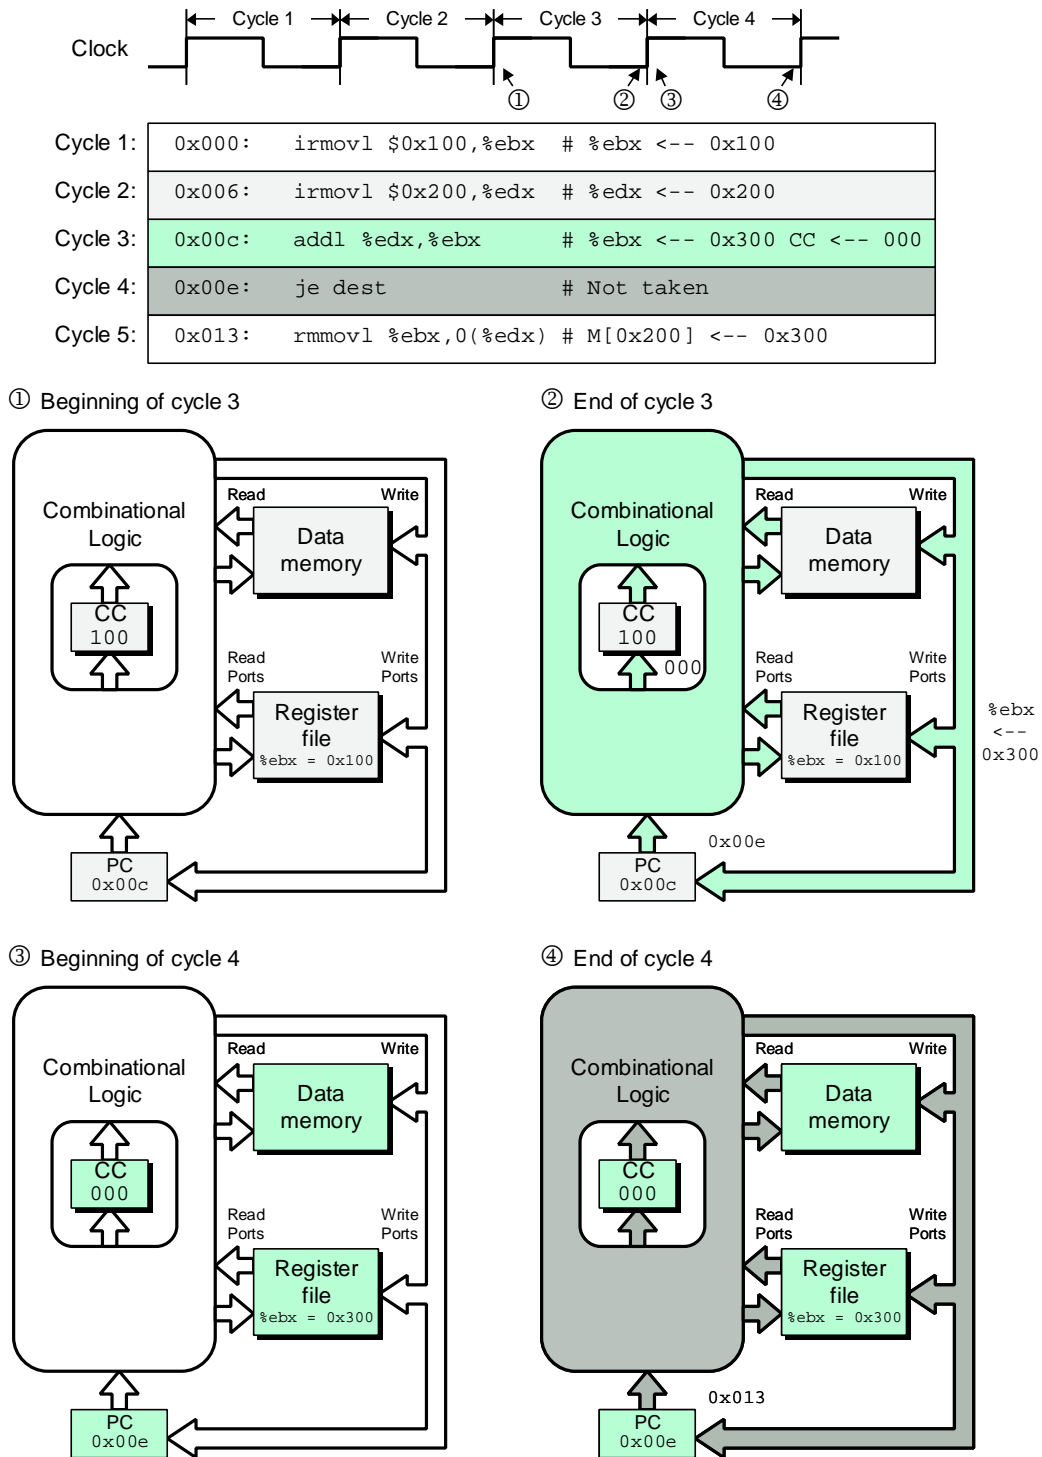 Cycle 1 Cycle 2 Cycle 3 Cycle 4
Clock
① ② ③ ④
Cycle 1: 0x000: irmovl $0x100,%ebx # %ebx <-- 0x100
Cycle 2: 0x006: irmovl $0x200,%edx # %edx <-- 0x200
Cycle 3: 0x00c: addl %edx,%ebx # %ebx <-- 0x300 CC <-- 000
Cycle 4: 0x00e: je dest # Not taken
Cycle 5: 0x013: rmmovl %ebx,0(%edx) # M[0x200] <-- 0x300
① Beginning of cycle 3
Combinational
Logic
CC
100
Read
Write
Data
memory
Read
Ports
Write
Ports
Register
file
%ebx = 0x100
PC
0x00c
② End of cycle 3
Combinational
Logic
CC
100
000
Read
Write
Data
memory
Read
Ports
Write
Ports
Register
file
%ebx = 0x100
%ebx
<--
0x300
0x00e
PC
0x00c
③ Beginning of cycle 4
Combinational
Logic
CC
000
Read
Write
Data
memory
Read
Ports
Write
Ports
Register
file
%ebx = 0x300
PC
0x00e
④ End of cycle 4
Combinational
Logic
CC
000
Read
Write
Data
memory
Read
Ports
Write
Ports
Register
file
%ebx = 0x300
0x013
PC
0x00e